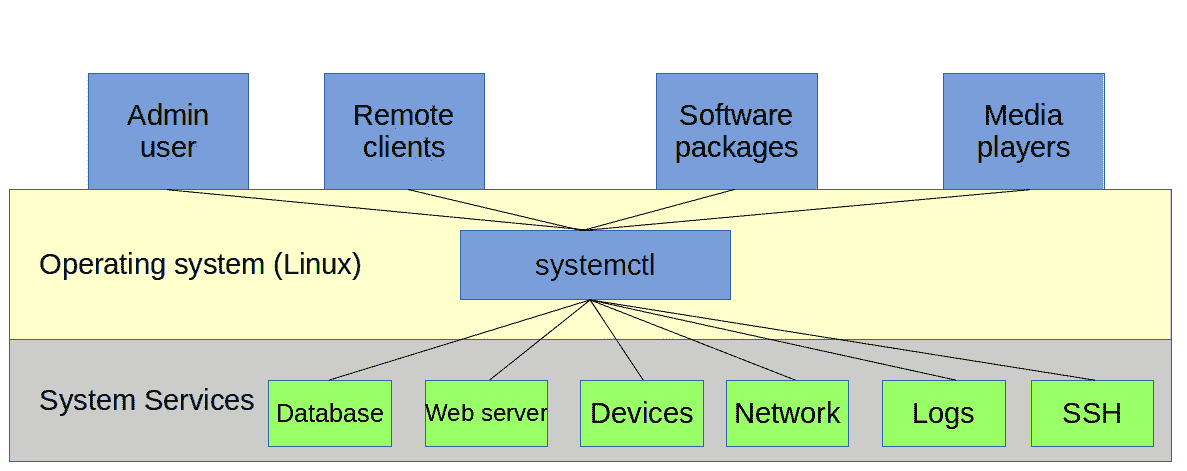 Admin
user
Remote
clients
Software
packages
Media
players
Operating system (Linux)
systemctl
System Services
Database
Web server
Devices
Network
Logs
SSH